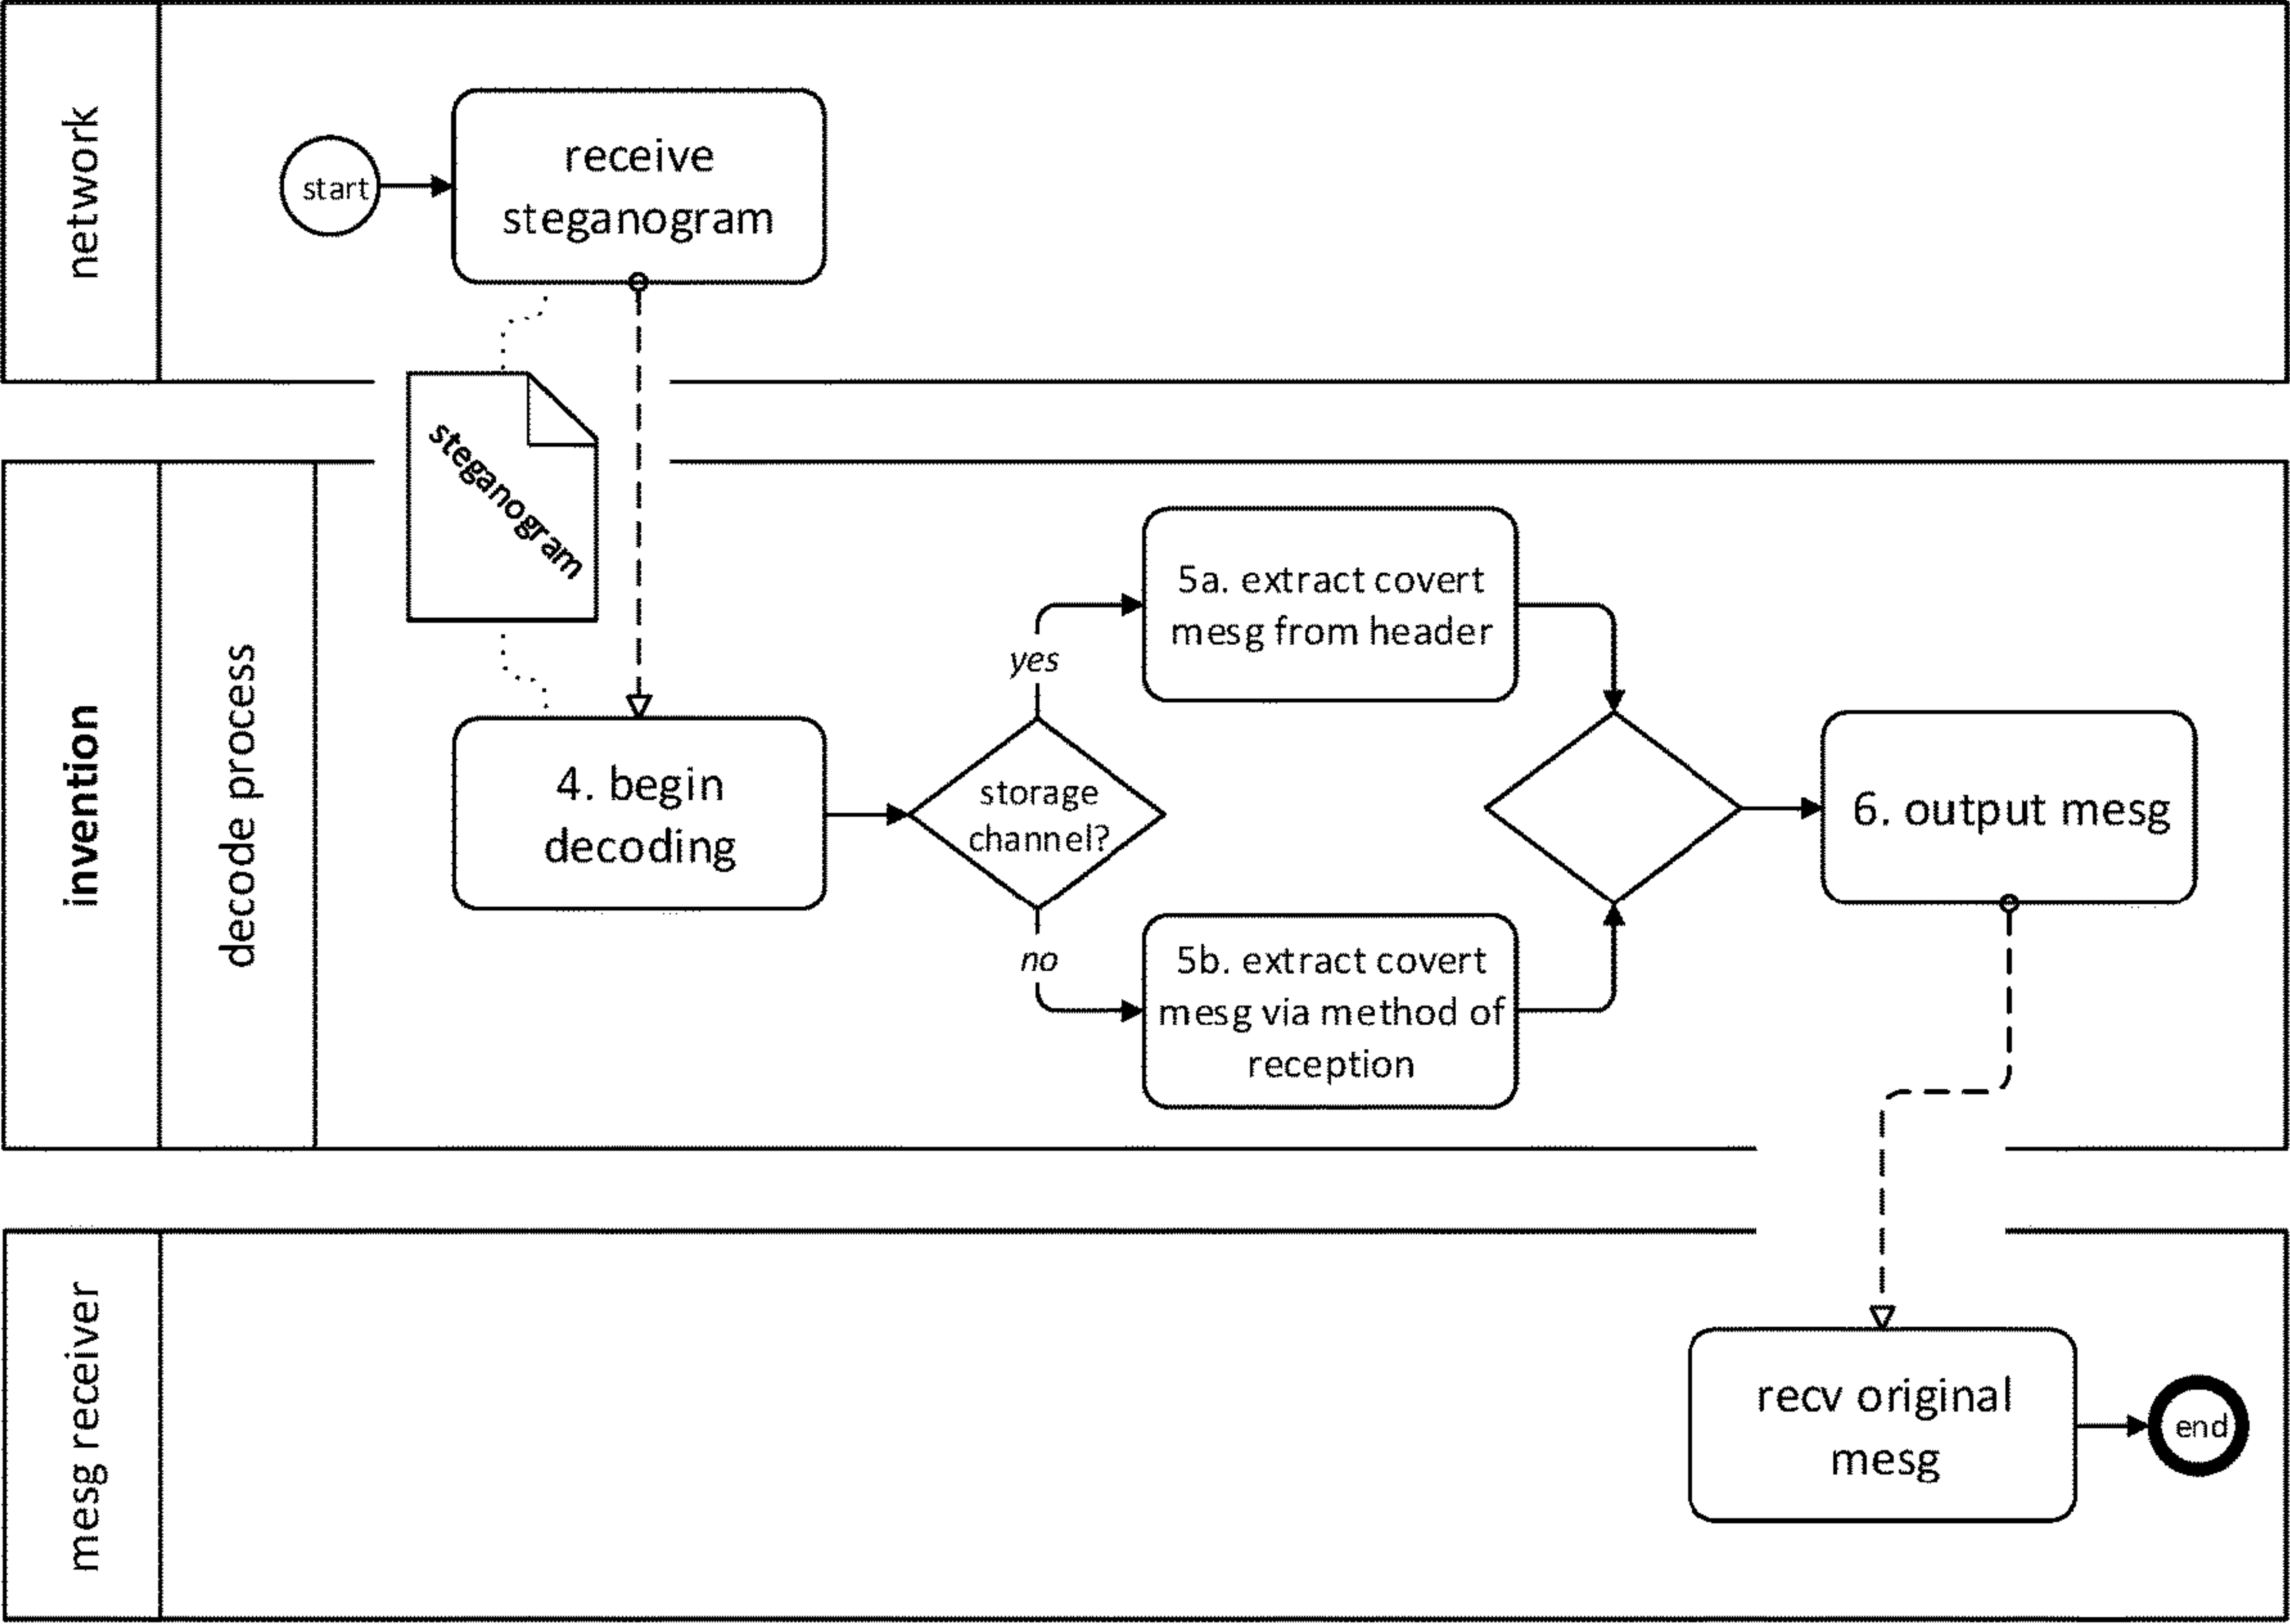 network
start
receive
steganogram
steganogram
invention
decode process
4. begin
decoding
storage
channel?
yes
no
5a. extract covert
mesg from header
5b. extract covert
mesg via method of
reception
6. output mesg
mesg receiver
recv original
mesg
end